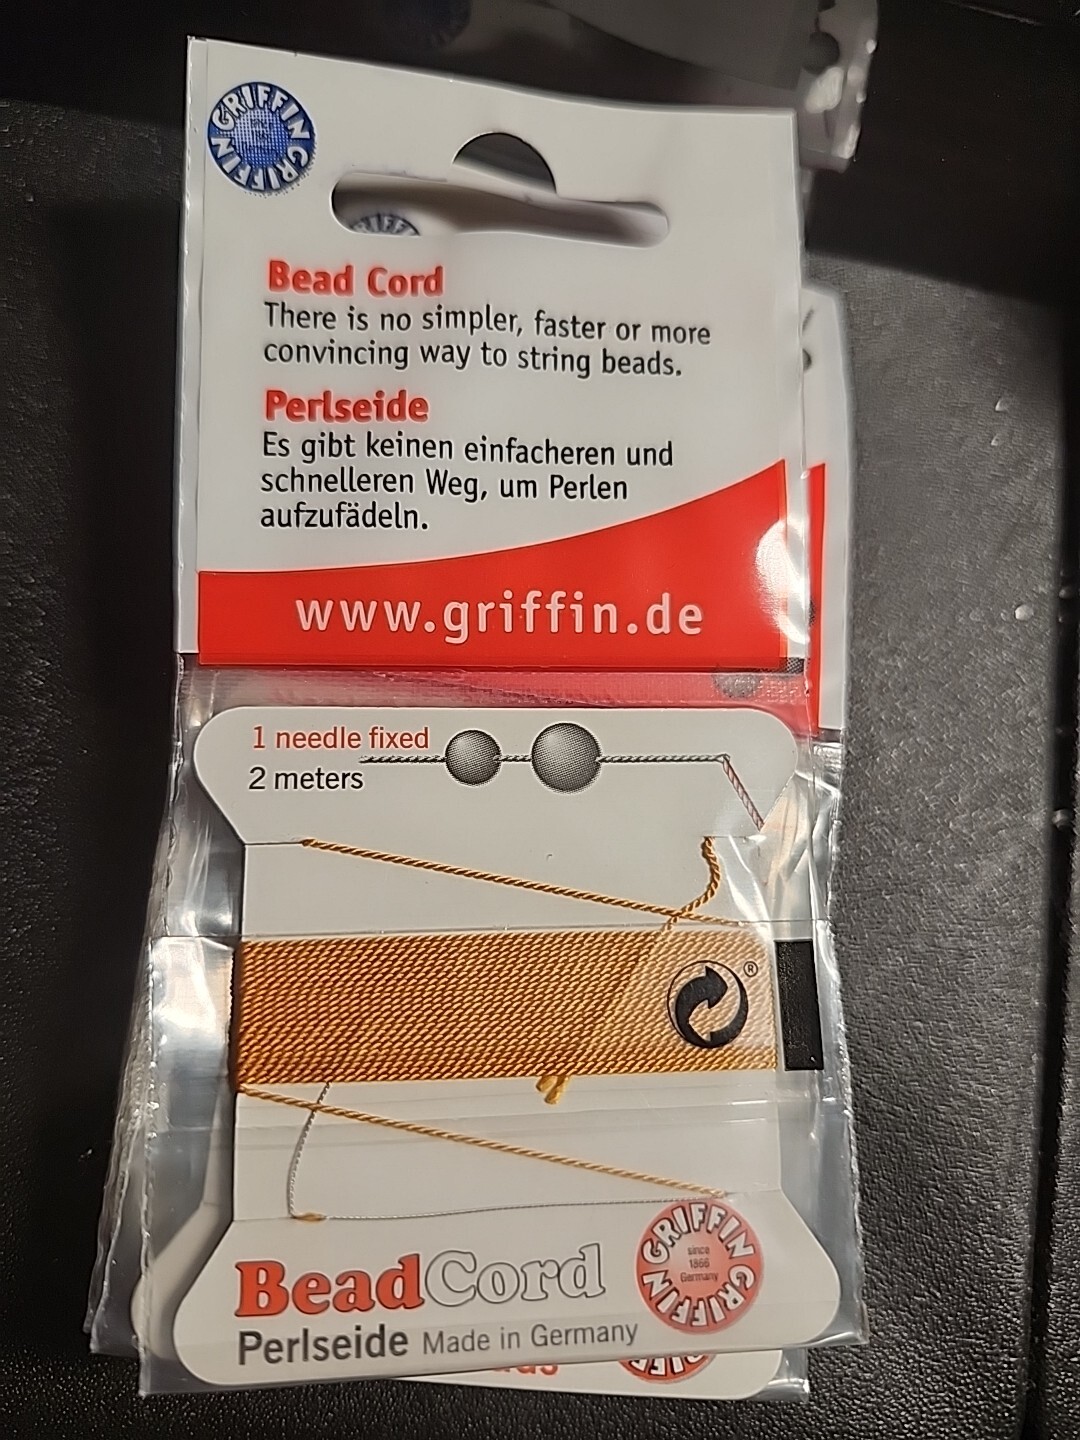 GRIFFIN GRIFFIN
Bead Cord
There is no simpler, faster or more
convincing way to string beads.
Perlseide
Es gibt keinen einfacheren und
schnelleren Weg, um Perlen
aufzufädeln.
www.griffin.de
1 needle fixed
2 meters
®
BeadCord
Perlseide Made in Germany
GRIFFIN GRIFFIN
since
1866
Germany